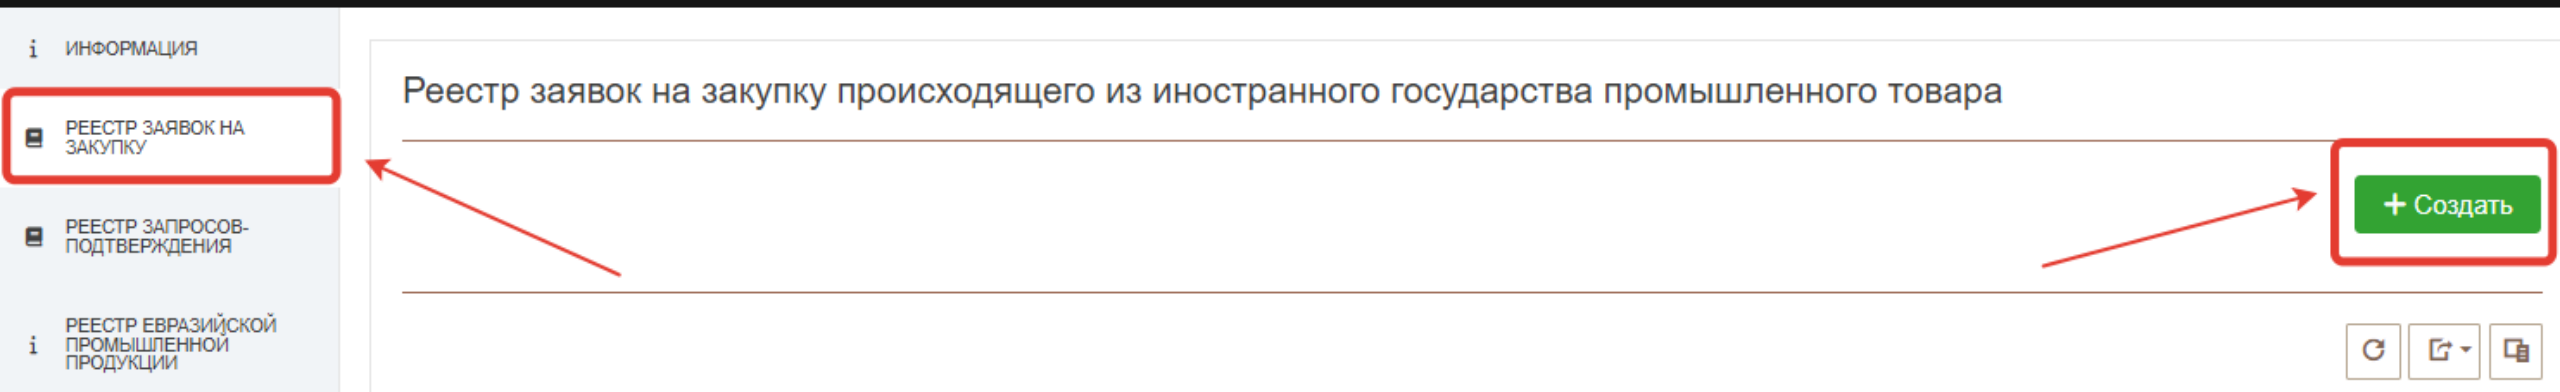 ИНФОРМАЦИЯ
РЕЕСТР ЗАЯВОК НА
ЗАКУПКУ
РЕЕСТР ЗАПРОСОВ-
ПОДТВЕРЖДЕНИЯ
РЕЕСТР ЕВРАЗИЙСКОЙ
ПРОМЫШЛЕННОЙ
ПРОДУКЦИИ
Реестр заявок на закупку происходящего из иностранного государства промышленного товара
+ Создать